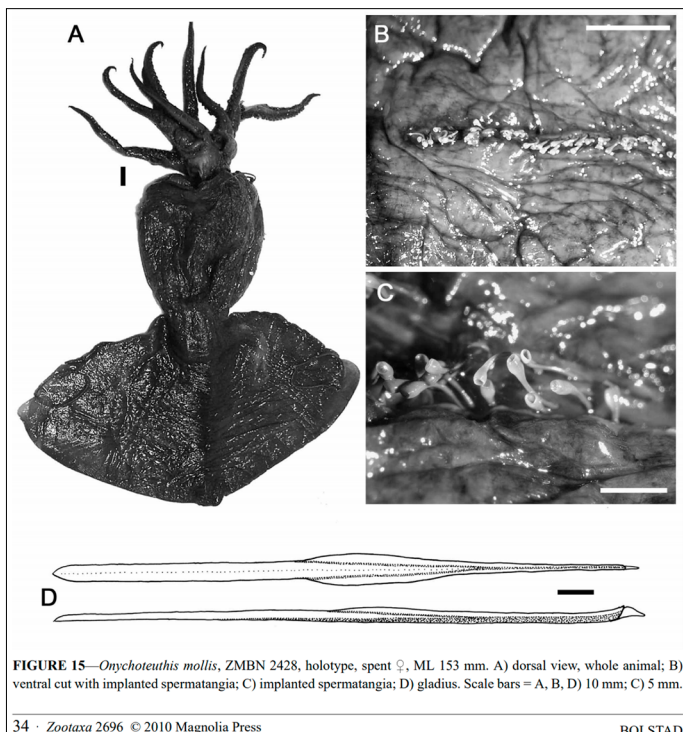 A
B
C
D
FIGURE 15—Onychoteuthis mollis, ZMBN 2428, holotype, spent ♀, ML 153 mm. A) dorsal view, whole animal; B)
ventral cut with implanted spermatangia; C) implanted spermatangia; D) gladius. Scale bars = A, B, D) 10 mm; C) 5 mm.
34 · Zootaxa 2696 © 2010 Magnolia Press
BOLSTAD